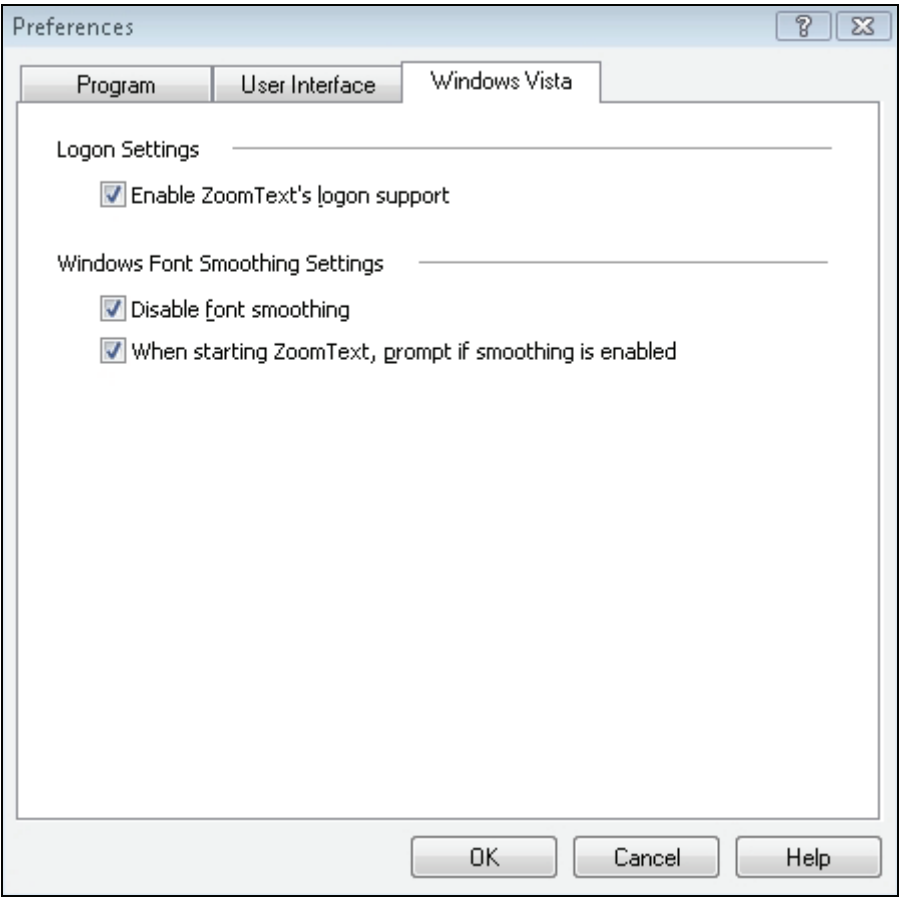 Preferences
Program User Interface Windows Vista
Logon Settings
Enable ZoomText's logon support
Windows Font Smoothing Settings
Disable font smoothing
When starting ZoomText, prompt if smoothing is enabled
OK Cancel Help